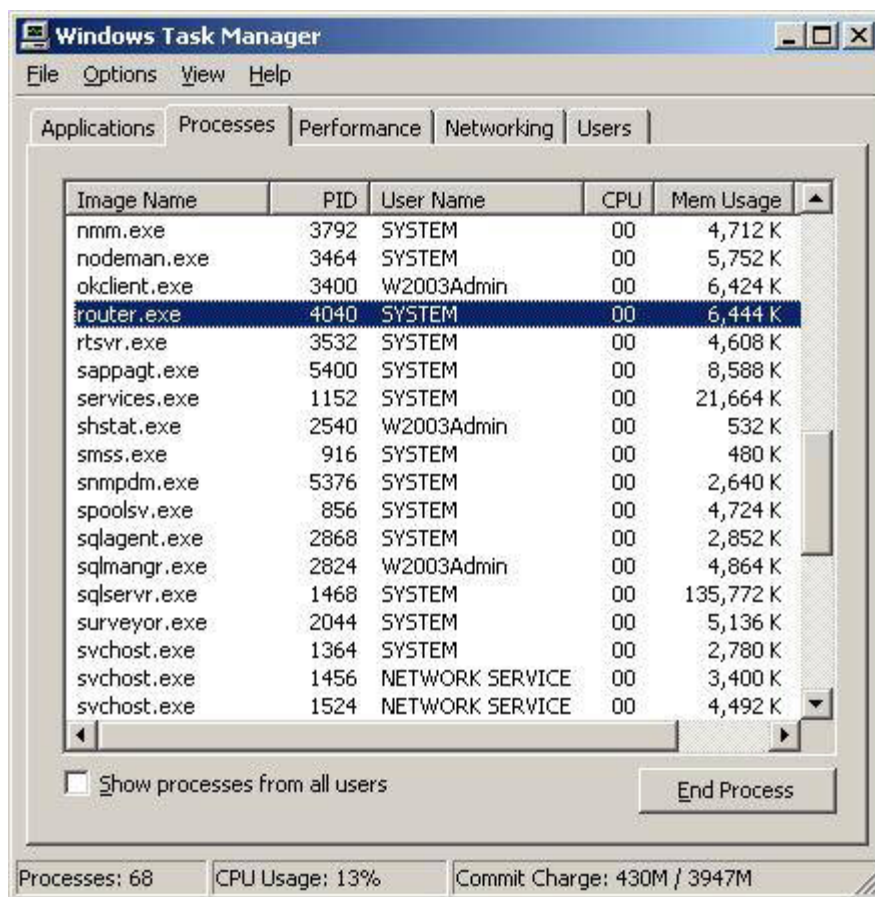 Windows Task Manager
File Options View Help
Applications Processes Performance Networking Users
Image Name PID User Name CPU Mem Usage
nmm.exe 3792 SYSTEM 00 4,712 K
nodeman.exe 3464 SYSTEM 00 5,752 K
okclient.exe 3400 W2003Admin 00 6,424 K
router.exe 4040 SYSTEM 00 6,444 K
rtsvr.exe 3532 SYSTEM 00 4,608 K
sappagt.exe 5400 SYSTEM 00 8,588 K
services.exe 1152 SYSTEM 00 21,664 K
shstat.exe 2540 W2003Admin 00 532 K
smss.exe 916 SYSTEM 00 480 K
snmpdm.exe 5376 SYSTEM 00 2,640 K
spoolsv.exe 856 SYSTEM 00 4,724 K
sqlagent.exe 2868 SYSTEM 00 2,852 K
sqlmangr.exe 2824 W2003Admin 00 4,864 K
sqlservr.exe 1468 SYSTEM 00 135,772 K
surveyor.exe 2044 SYSTEM 00 5,136 K
svchost.exe 1364 SYSTEM 00 2,780 K
svchost.exe 1456 NETWORK SERVICE 00 3,400 K
svchost.exe 1524 NETWORK SERVICE 00 4,492 K
Show processes from all users End Process
Processes: 68 CPU Usage: 13% Commit Charge: 430M / 3947M